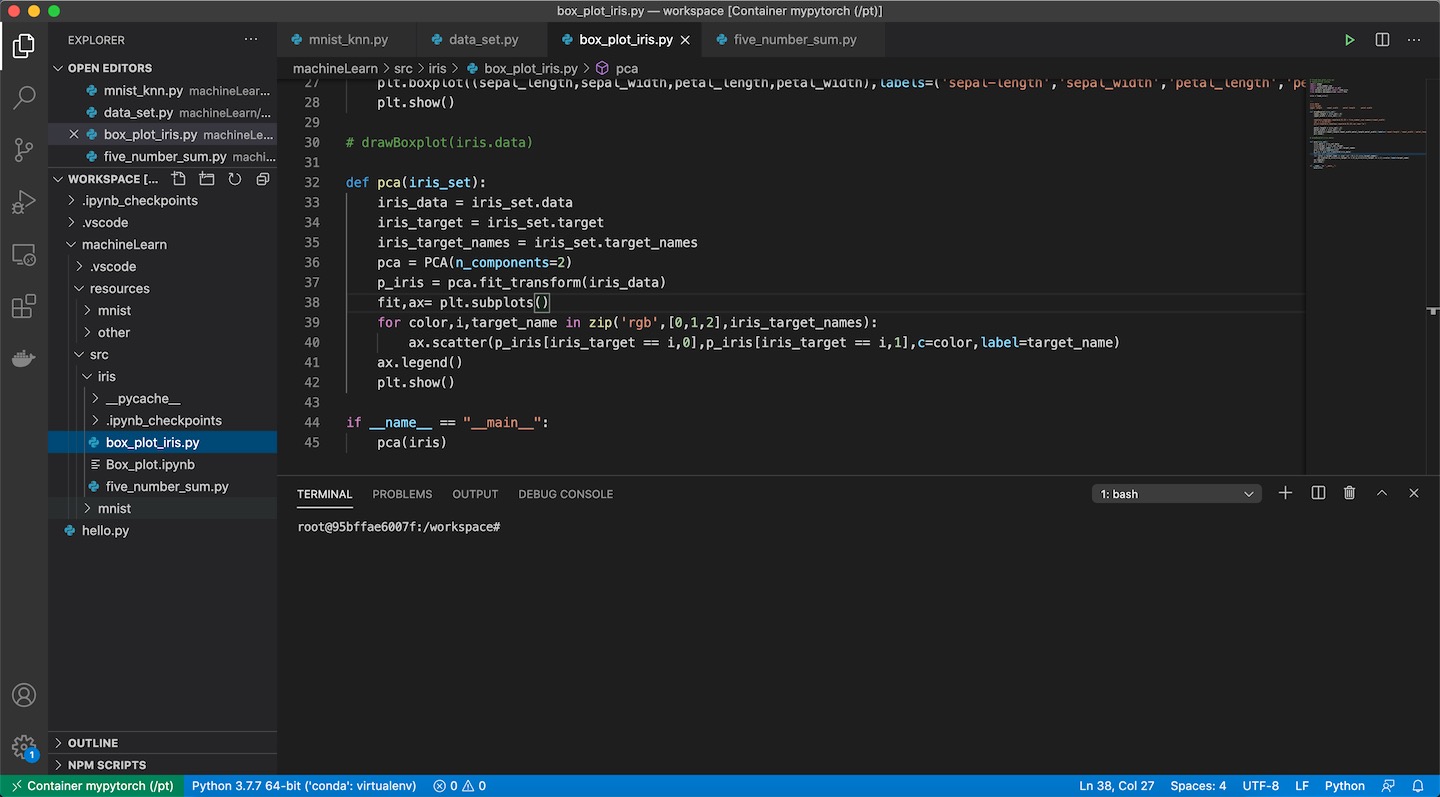 box_plot_iris.py — workspace [Container mypytorch (/pt)]
EXPLORER
OPEN EDITORS
mnist_knn.py machineLear...
data_set.py machineLearn/...
box_plot_iris.py machineLe...
five_number_sum.py machi...
WORKSPACE [...
.ipynb_checkpoints
.vscode
machineLearn
.vscode
resources
mnist
other
src
iris
__pycache__
.ipynb_checkpoints
box_plot_iris.py
Box_plot.ipynb
five_number_sum.py
mnist
hello.py
OUTLINE
NPM SCRIPTS
mnist_knn.py data_set.py box_plot_iris.py five_number_sum.py
machineLearn > src > iris > box_plot_iris.py > pca
27 plt.boxplot((sepal_length,sepal_width,petal_length,petal_width),labels=('sepal-length','sepal_width','petal_length','pe
28 plt.show()
29
30 # drawBoxplot(iris.data)
31
32 def pca(iris_set):
33 iris_data = iris_set.data
34 iris_target = iris_set.target
35 iris_target_names = iris_set.target_names
36 pca = PCA(n_components=2)
37 p_iris = pca.fit_transform(iris_data)
38 fit,ax= plt.subplots()
39 for color,i,target_name in zip('rgb',[0,1,2],iris_target_names):
40 ax.scatter(p_iris[iris_target == i,0],p_iris[iris_target == i,1],c=color,label=target_name)
41 ax.legend()
42 plt.show()
43
44 if __name__ == "__main__":
45 pca(iris)
TERMINAL PROBLEMS OUTPUT DEBUG CONSOLE
1: bash
root@95bffae6007f:/workspace#
1
Container mypytorch (/pt) Python 3.7.7 64-bit ('conda': virtualenv) 0 0 Ln 38, Col 27 Spaces: 4 UTF-8 LF Python